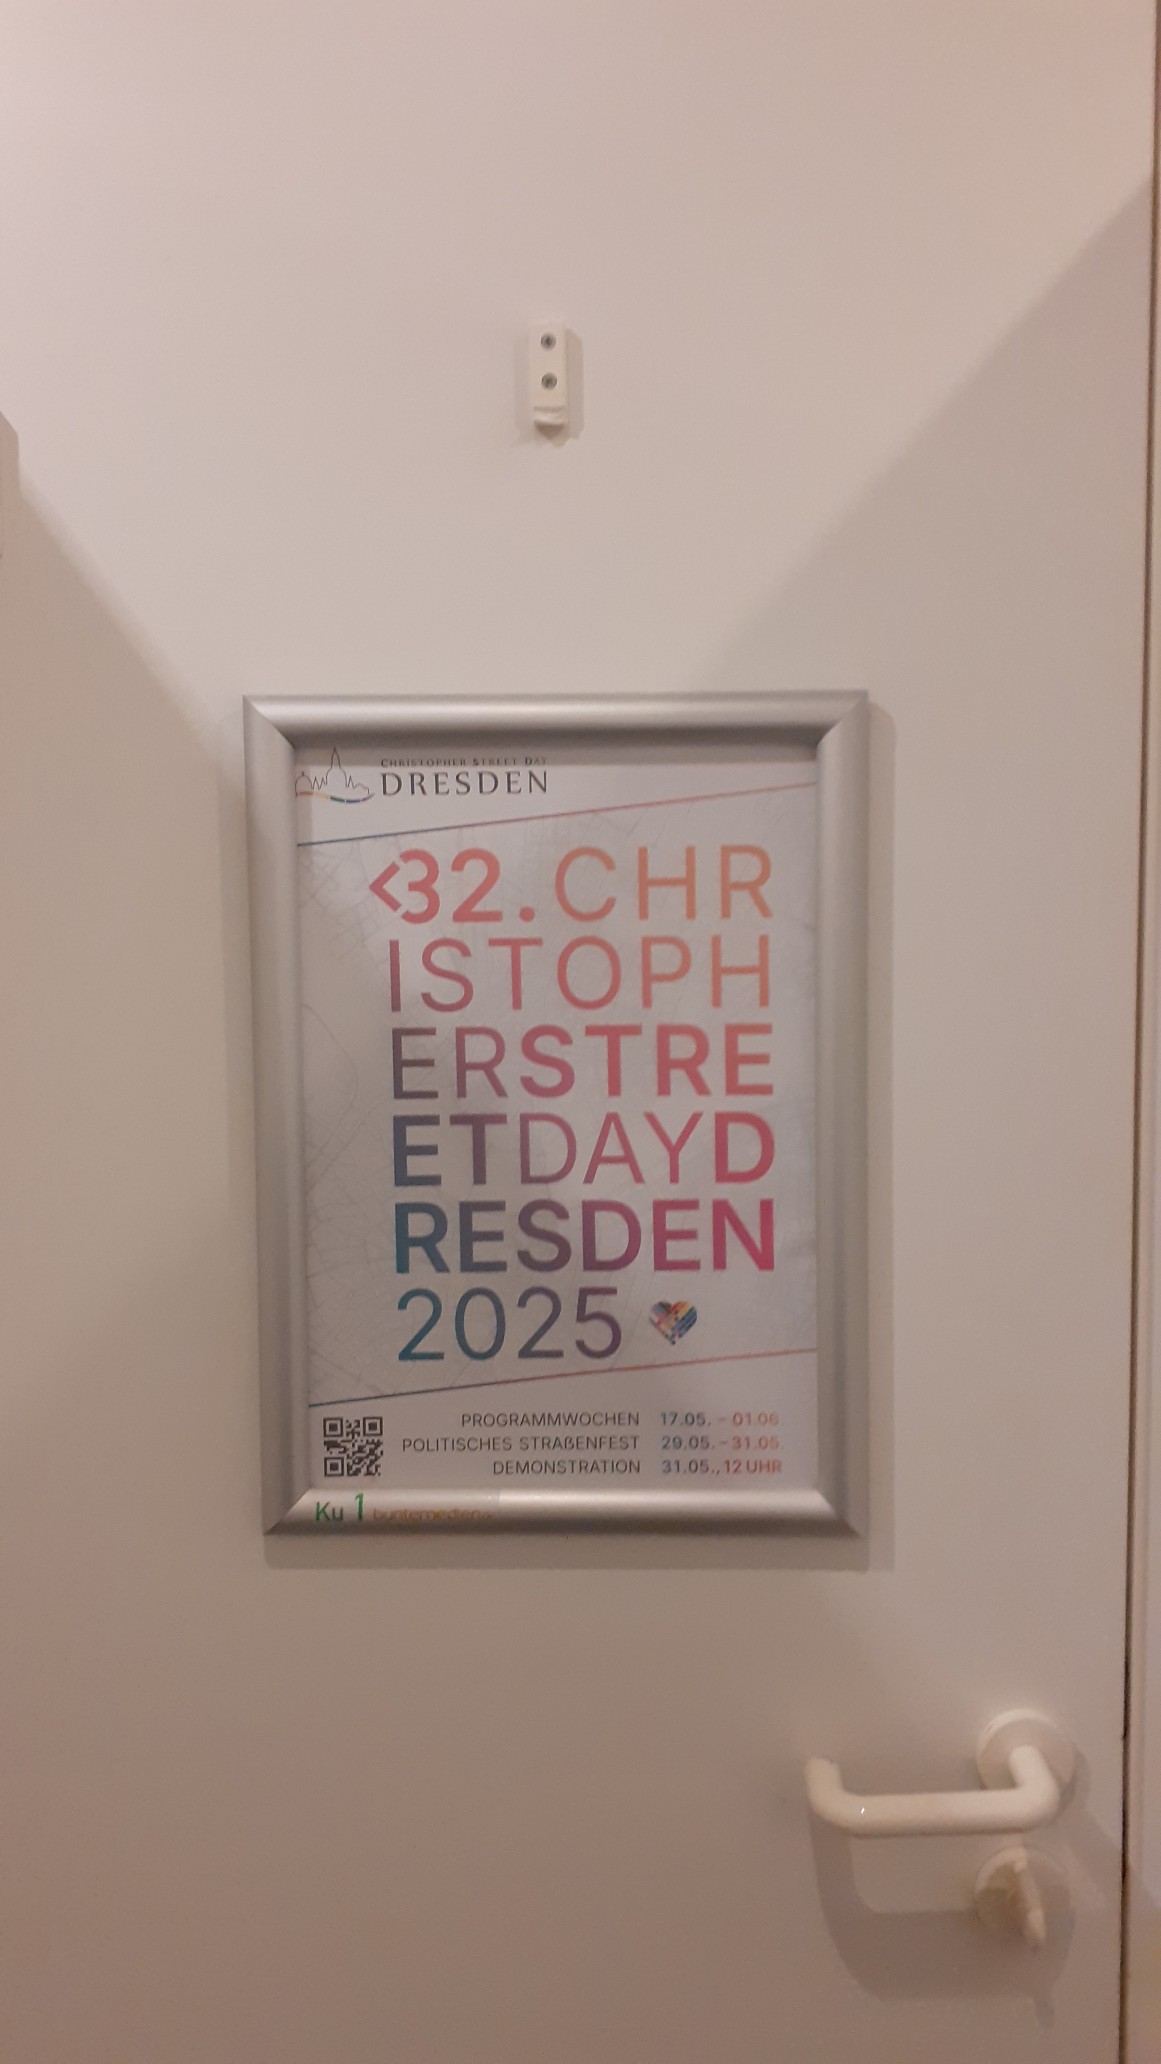 CHRISTOPHER STREET DAY
DRESDEN
<32.CHR
ISTOPH
ERSTRE
ETDAYD
RESDEN
2025
PROGRAMMWOCHEN 17.05. – 01.06
POLITISCHES STRAßENFEST 29.05. – 31.05.
DEMONSTRATION 31.05., 12 UHR
Ku 1 buntemedien